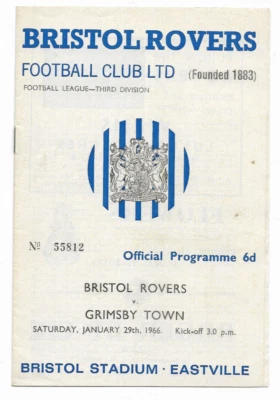 BRISTOL ROVERS
FOOTBALL CLUB LTD (Founded 1883)
FOOTBALL LEAGUE—THIRD DIVISION
Nº 55812
Official Programme 6d
BRISTOL ROVERS
v.
GRIMSBY TOWN
SATURDAY, JANUARY 29th, 1966. Kick-off 3.0 p.m.
BRISTOL STADIUM · EASTVILLE